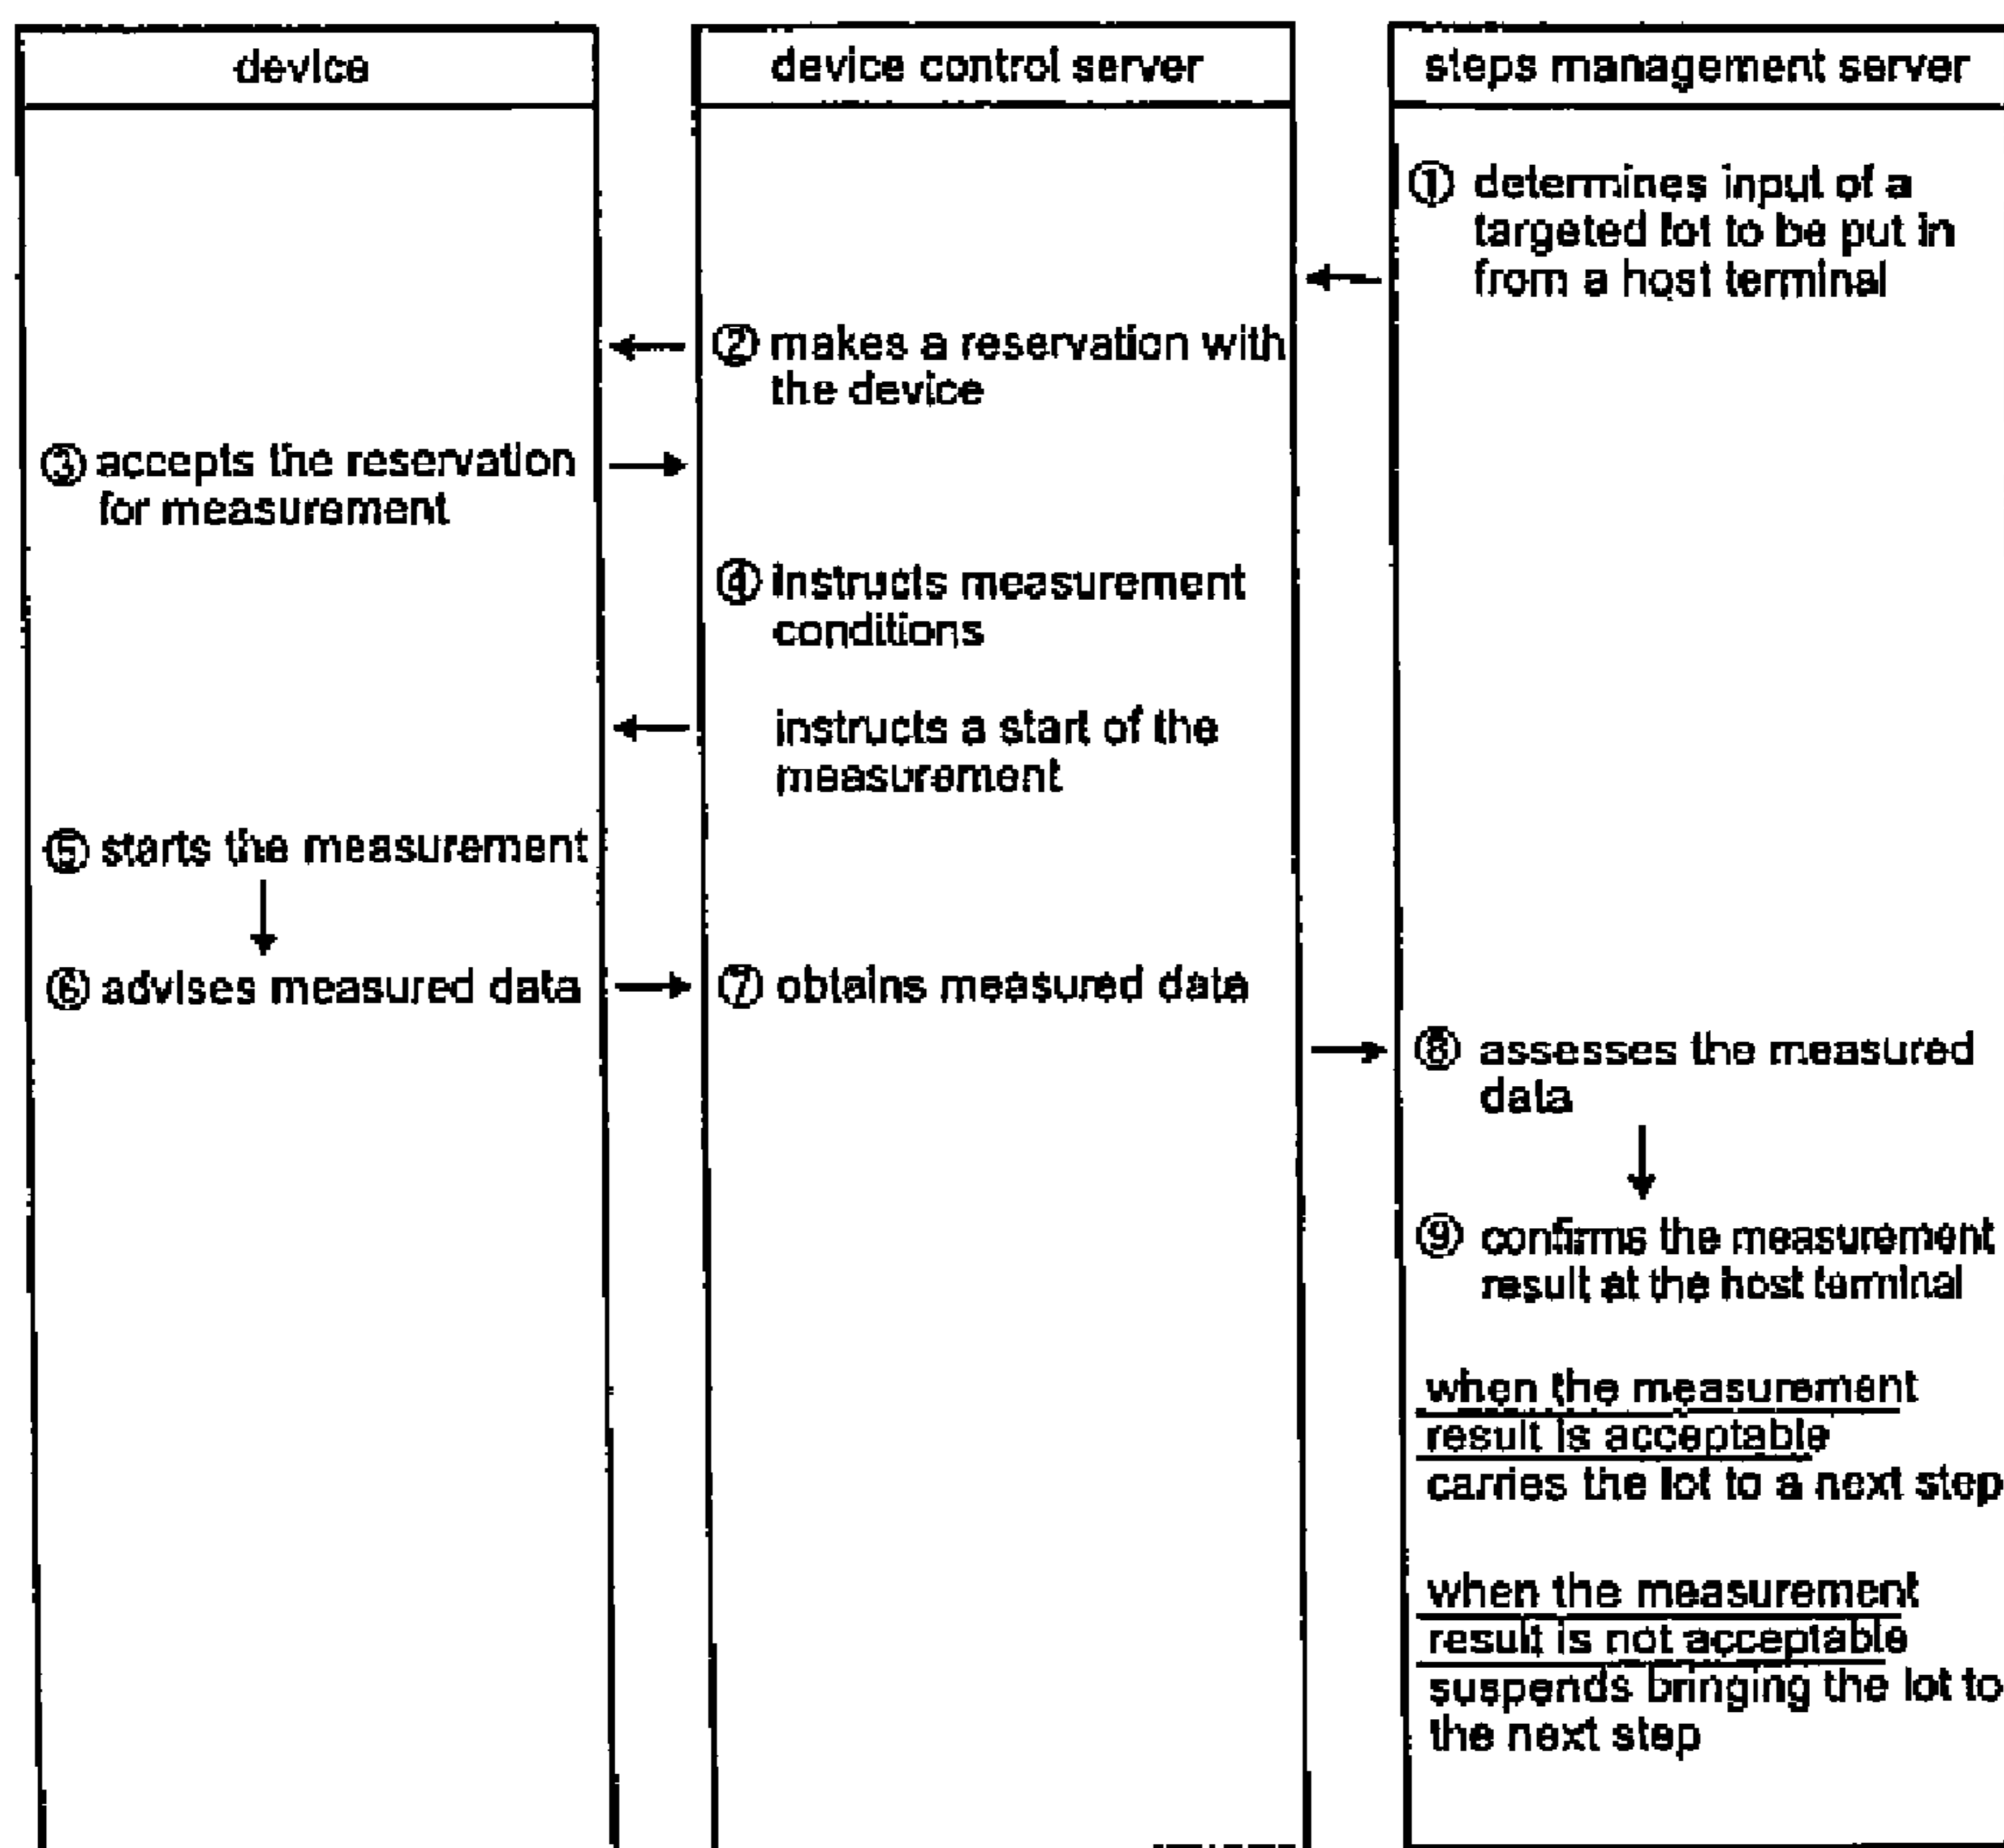 device
device control server
steps management server
① determines input of a
targeted lot to be put in
from a host terminal
② makes a reservation with
the device
③ accepts the reservation
for measurement
④ instructs measurement
conditions
instructs a start of the
measurement
⑤ starts the measurement
⑥ advises measured data
⑦ obtains measured data
⑧ assesses the measured
data
⑨ confirms the measurement
result at the host terminal
when the measurement
result is acceptable
carries the lot to a next step
when the measurement
result is not acceptable
suspends bringing the lot to
the next step